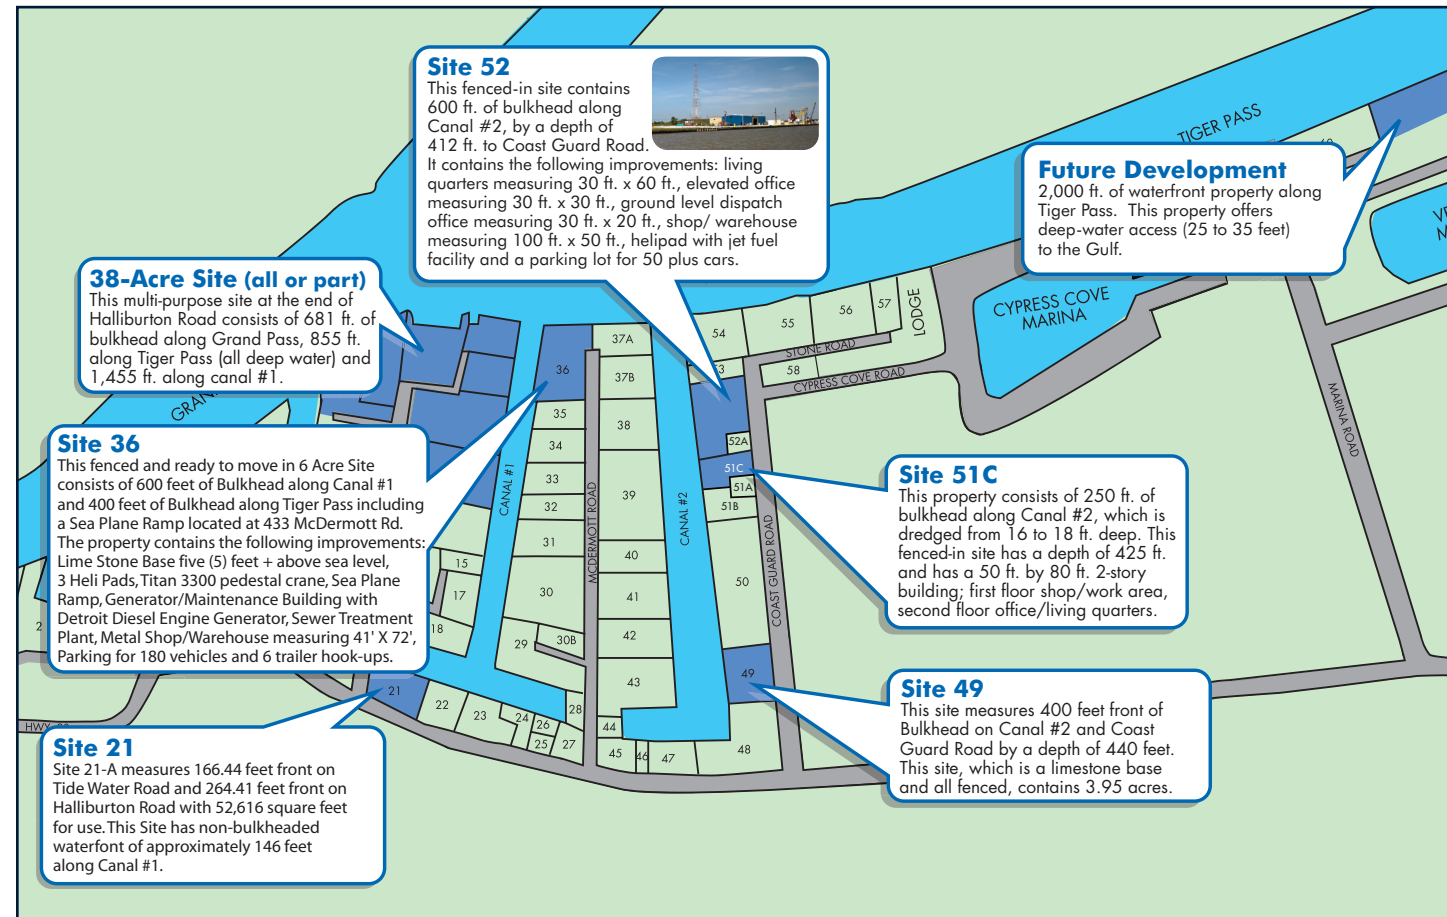 Site 52
This fenced-in site contains
600 ft. of bulkhead along
Canal #2, by a depth of
412 ft. to Coast Guard Road.
It contains the following improvements: living
quarters measuring 30 ft. x 60 ft., elevated office
measuring 30 ft. x 30 ft., ground level dispatch
office measuring 30 ft. x 20 ft., shop/ warehouse
measuring 100 ft. x 50 ft., helipad with jet fuel
facility and a parking lot for 50 plus cars.
TIGER PASS
Future Development
2,000 ft. of waterfront property along
Tiger Pass. This property offers
deep-water access (25 to 35 feet)
to the Gulf.
38-Acre Site (all or part)
This multi-purpose site at the end of
Halliburton Road consists of 681 ft. of
bulkhead along Grand Pass, 855 ft.
along Tiger Pass (all deep water) and
1,455 ft. along canal #1.
CYPRESS COVE
MARINA
LODGE
57
56
55
54
STONE ROAD
58
CYPRESS COVE ROAD
MARINA ROAD
37A
37B
36
35
34
33
32
31
30
30B
29
28
38
39
40
41
42
43
44
45
46
47
48
49
50
51B
51A
51C
52A
CANAL #1
MCDERMOTT ROAD
CANAL #2
COAST GUARD ROAD
15
17
18
21
22
23
24
25
26
27
Site 36
This fenced and ready to move in 6 Acre Site
consists of 600 feet of Bulkhead along Canal #1
and 400 feet of Bulkhead along Tiger Pass including
a Sea Plane Ramp located at 433 McDermott Rd.
The property contains the following improvements:
Lime Stone Base five (5) feet + above sea level,
3 Heli Pads, Titan 3300 pedestal crane, Sea Plane
Ramp, Generator/Maintenance Building with
Detroit Diesel Engine Generator, Sewer Treatment
Plant, Metal Shop/Warehouse measuring 41' X 72',
Parking for 180 vehicles and 6 trailer hook-ups.
Site 51C
This property consists of 250 ft. of
bulkhead along Canal #2, which is
dredged from 16 to 18 ft. deep. This
fenced-in site has a depth of 425 ft.
and has a 50 ft. by 80 ft. 2-story
building; first floor shop/work area,
second floor office/living quarters.
Site 49
This site measures 400 feet front of
Bulkhead on Canal #2 and Coast
Guard Road by a depth of 440 feet.
This site, which is a limestone base
and all fenced, contains 3.95 acres.
HWY.
Site 21
Site 21-A measures 166.44 feet front on
Tide Water Road and 264.41 feet front on
Halliburton Road with 52,616 square feet
for use. This Site has non-bulkheaded
waterfont of approximately 146 feet
along Canal #1.